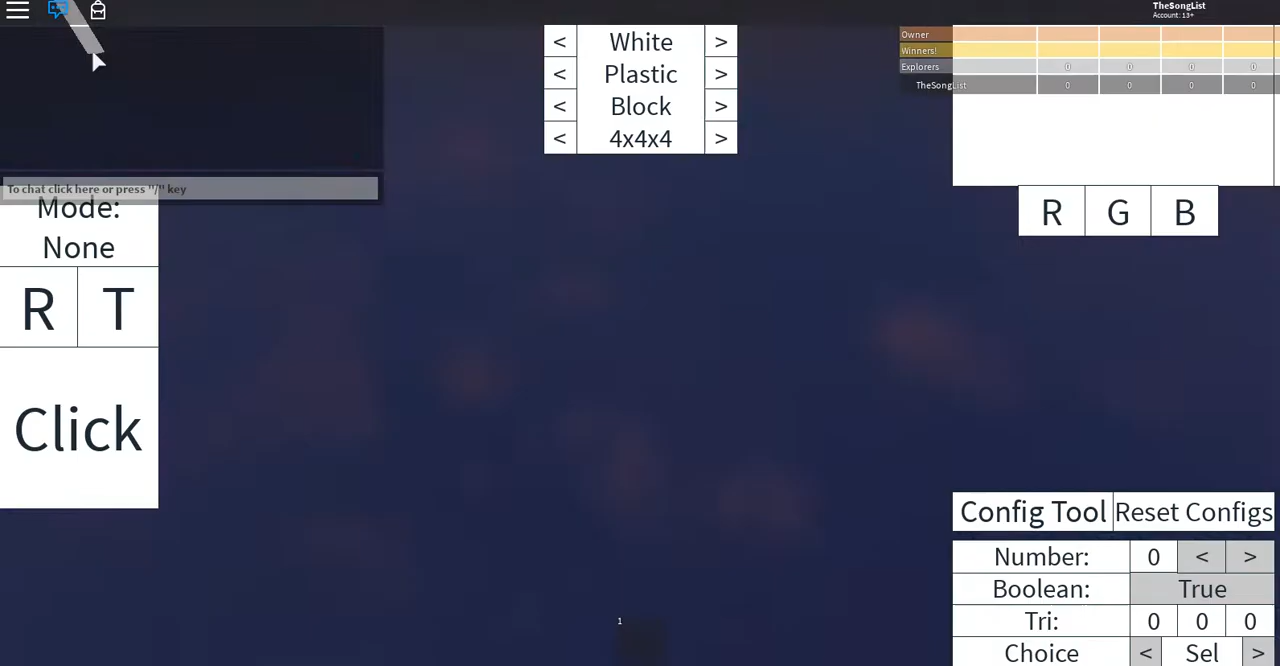 TheSongList
Account: 13+
< White >
< Plastic >
< Block >
< 4x4x4 >
Owner
Winners!
Explorers 0 0 0 0
TheSongList 0 0 0 0
To chat click here or press "/" key
Mode:
None
R T
Click
R G B
Config Tool Reset Configs
Number: 0 < >
Boolean: True
Tri: 0 0 0
Choice < Sel >
1